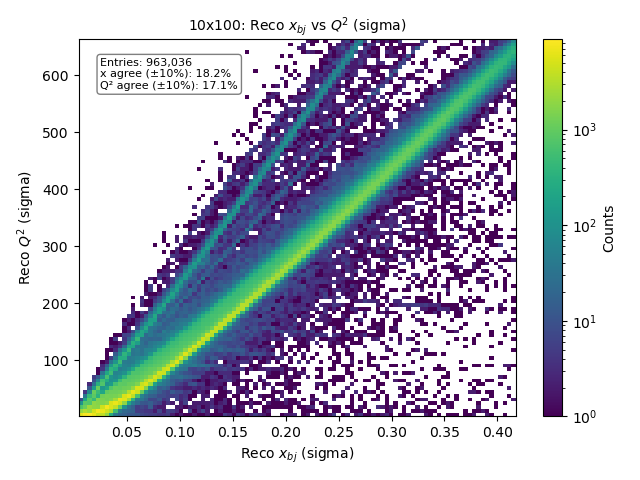 10x100: Reco $x_{bj}$ vs $Q^2$ (sigma)
Entries: 963,036
x agree (±10%): 18.2%
Q² agree (±10%): 17.1%
Reco $Q^2$ (sigma)
600
500
400
300
200
100
0.05 0.10 0.15 0.20 0.25 0.30 0.35 0.40
Reco $x_{bj}$ (sigma)
10³
10²
10¹
10⁰
Counts